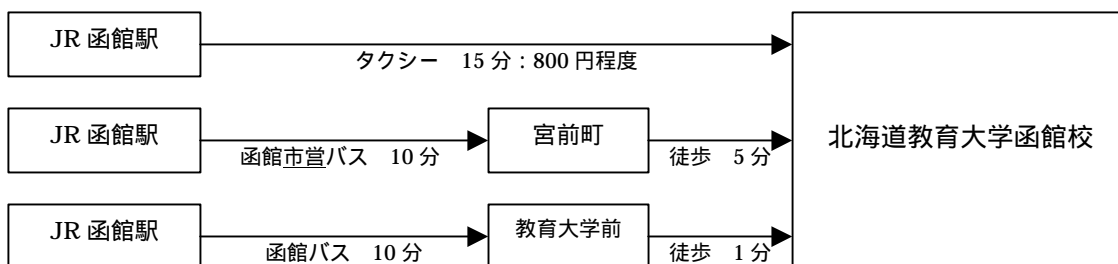 JR 函館駅
タクシー 15 分：800 円程度
JR 函館駅
函館市営バス 10 分
宮前町
徒歩 5 分
北海道教育大学函館校
JR 函館駅
函館バス 10 分
教育大学前
徒歩 1 分